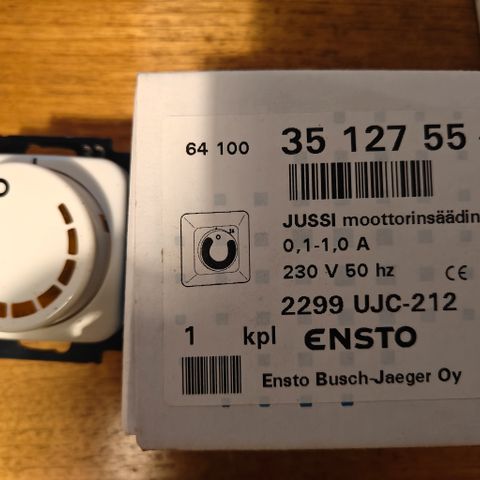 64 100 35 127 55
JUSSI moottorinsäädin
0,1-1,0 A
230 V 50 hz CE
2299 UJC-212
1 kpl ENSTO
Ensto Busch-Jaeger Oy